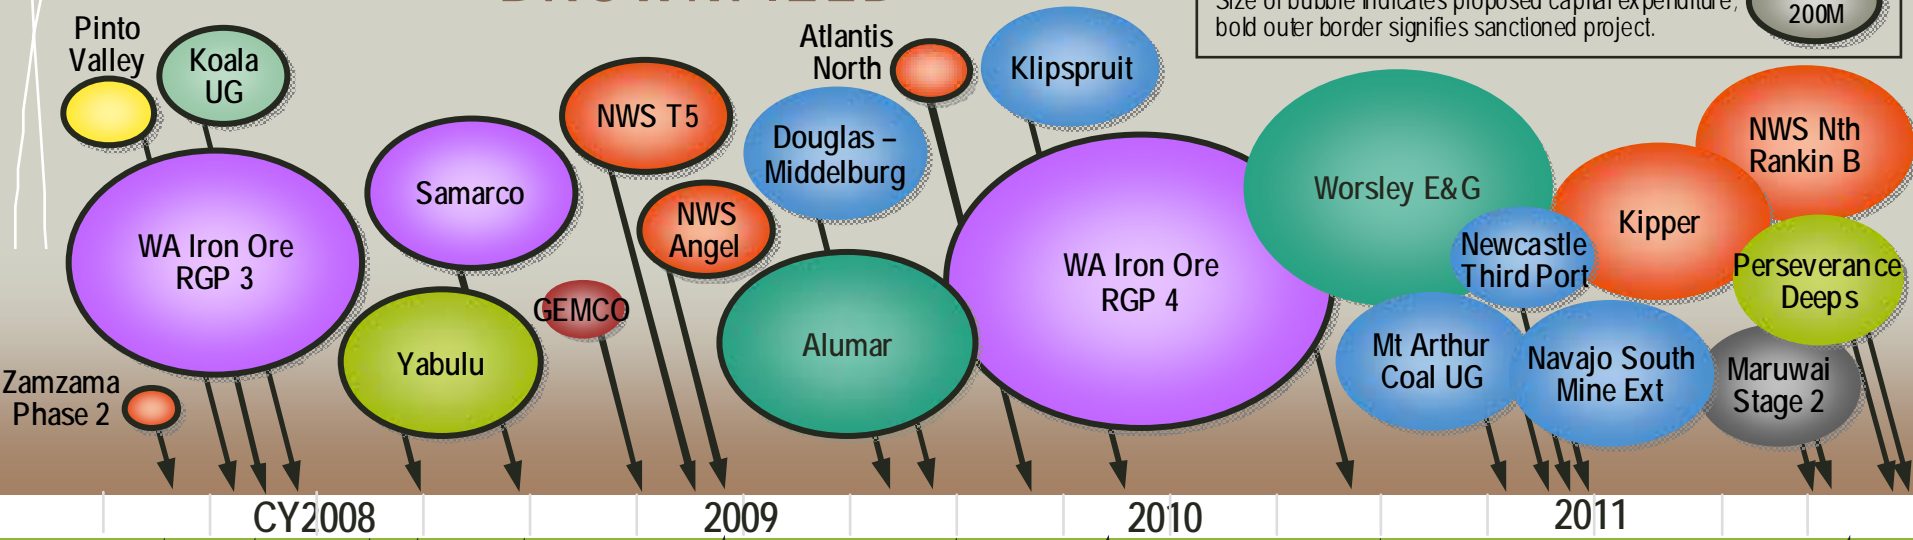 BROWNFIELD
Size of bubble indicates proposed capital expenditure,
bold outer border signifies sanctioned project.
200M
Pinto
Valley
Koala
UG
WA Iron Ore
RGP 3
Zamzama
Phase 2
Samarco
Yabulu
GEMCO
NWS T5
NWS
Angel
Douglas –
Middelburg
Alumar
Atlantis
North
Klipspruit
WA Iron Ore
RGP 4
Worsley E&G
Newcastle
Third Port
Kipper
NWS Nth
Rankin B
Perseverance
Deeps
Mt Arthur
Coal UG
Navajo South
Mine Ext
Maruwai
Stage 2
CY2008
2009
2010
2011